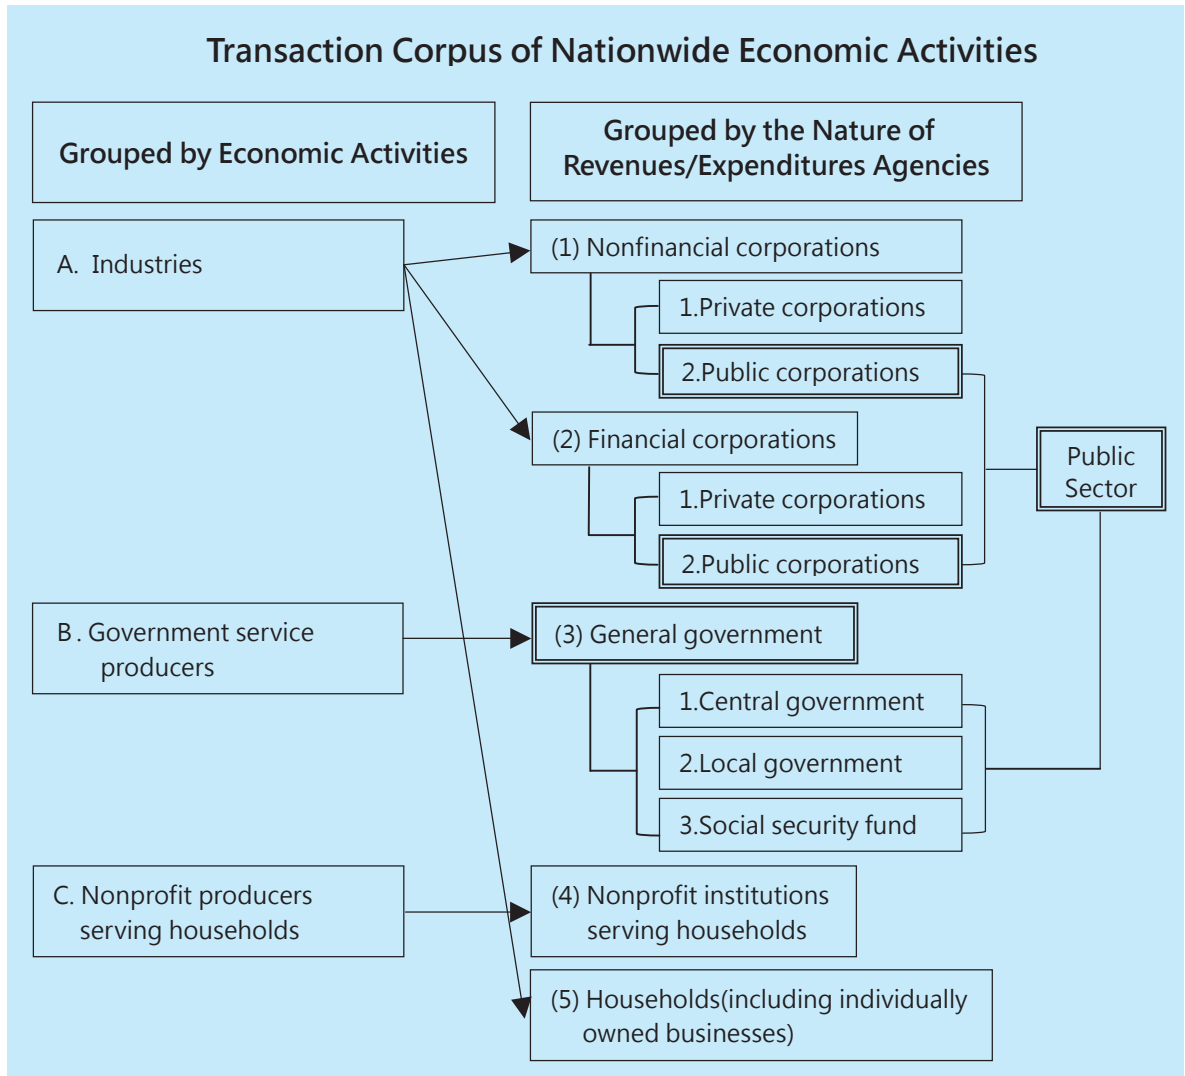 Transaction Corpus of Nationwide Economic Activities
Grouped by Economic Activities
Grouped by the Nature of
Revenues/Expenditures Agencies
A. Industries
(1) Nonfinancial corporations
1.Private corporations
2.Public corporations
(2) Financial corporations
1.Private corporations
2.Public corporations
Public
Sector
B. Government service
producers
(3) General government
1.Central government
2.Local government
3.Social security fund
C. Nonprofit producers
serving households
(4) Nonprofit institutions
serving households
(5) Households(including individually
owned businesses)